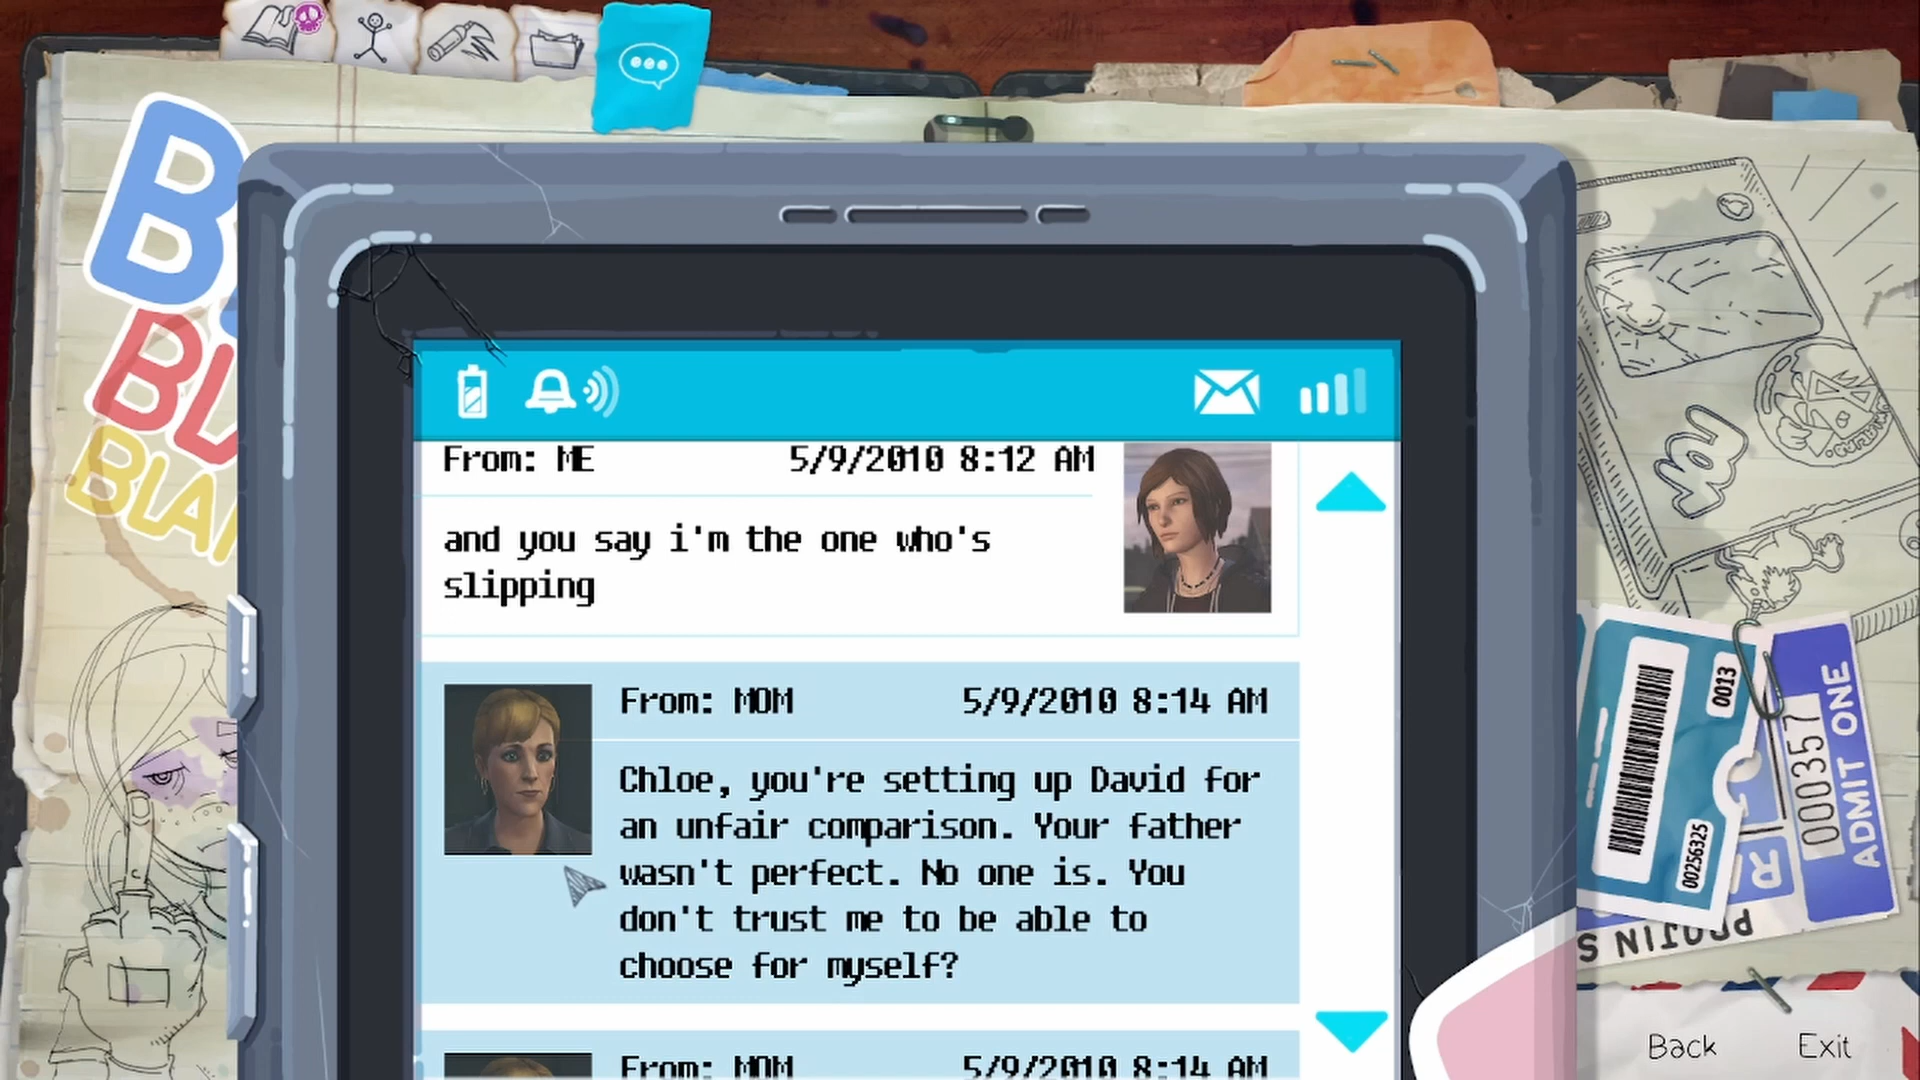 BLA
BLA
From: ME 5/9/2010 8:12 AM
and you say i'm the one who's
slipping
From: MOM 5/9/2010 8:14 AM
Chloe, you're setting up David for
an unfair comparison. Your father
wasn't perfect. No one is. You
don't trust me to be able to
choose for myself?
From: MOM 5/9/2010 8:14 AM
0013
00256325
000357
ADMIT ONE
Back Exit